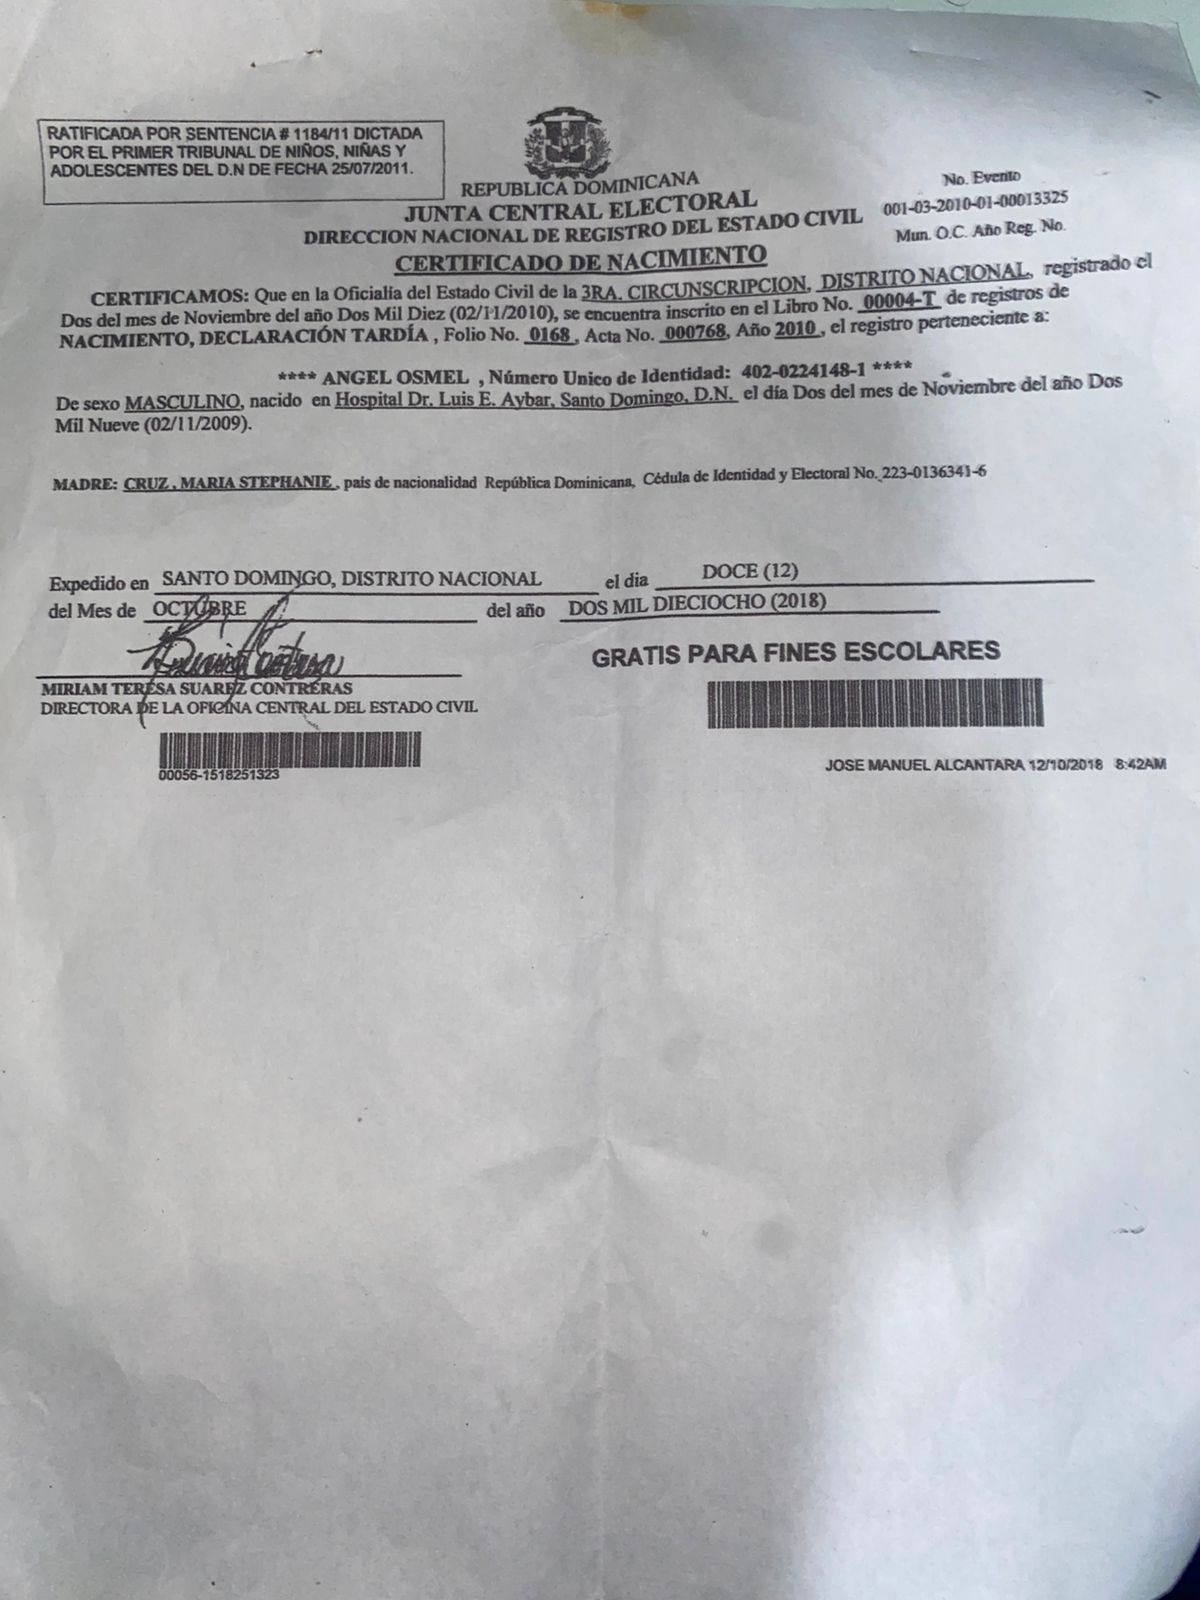 RATIFICADA POR SENTENCIA # 1184/11 DICTADA
POR EL PRIMER TRIBUNAL DE NIÑOS, NIÑAS Y
ADOLESCENTES DEL D.N DE FECHA 25/07/2011.
REPUBLICA DOMINICANA
JUNTA CENTRAL ELECTORAL
DIRECCION NACIONAL DE REGISTRO DEL ESTADO CIVIL
CERTIFICADO DE NACIMIENTO
No. Evento
001-03-2010-01-00013325
Mun. O.C. Año Reg. No.
CERTIFICAMOS: Que en la Oficialía del Estado Civil de la 3RA. CIRCUNSCRIPCION, DISTRITO NACIONAL, registrado el
Dos del mes de Noviembre del año Dos Mil Diez (02/11/2010), se encuentra inscrito en el Libro No. 00004-T de registros de
NACIMIENTO, DECLARACIÓN TARDÍA , Folio No. 0168 , Acta No. 000768, Año 2010 , el registro perteneciente a:
**** ANGEL OSMEL , Número Unico de Identidad: 402-0224148-1 ****
De sexo MASCULINO, nacido en Hospital Dr. Luis E. Aybar, Santo Domingo, D.N. el día Dos del mes de Noviembre del año Dos
Mil Nueve (02/11/2009).
MADRE: CRUZ , MARIA STEPHANIE , país de nacionalidad República Dominicana, Cédula de Identidad y Electoral No. 223-0136341-6
Expedido en SANTO DOMINGO, DISTRITO NACIONAL el dia DOCE (12)
del Mes de OCTUBRE del año DOS MIL DIECIOCHO (2018)
MIRIAM TERESA SUAREZ CONTRERAS
DIRECTORA DE LA OFICINA CENTRAL DEL ESTADO CIVIL
00056-1518251323
GRATIS PARA FINES ESCOLARES
JOSE MANUEL ALCANTARA 12/10/2018 8:42AM